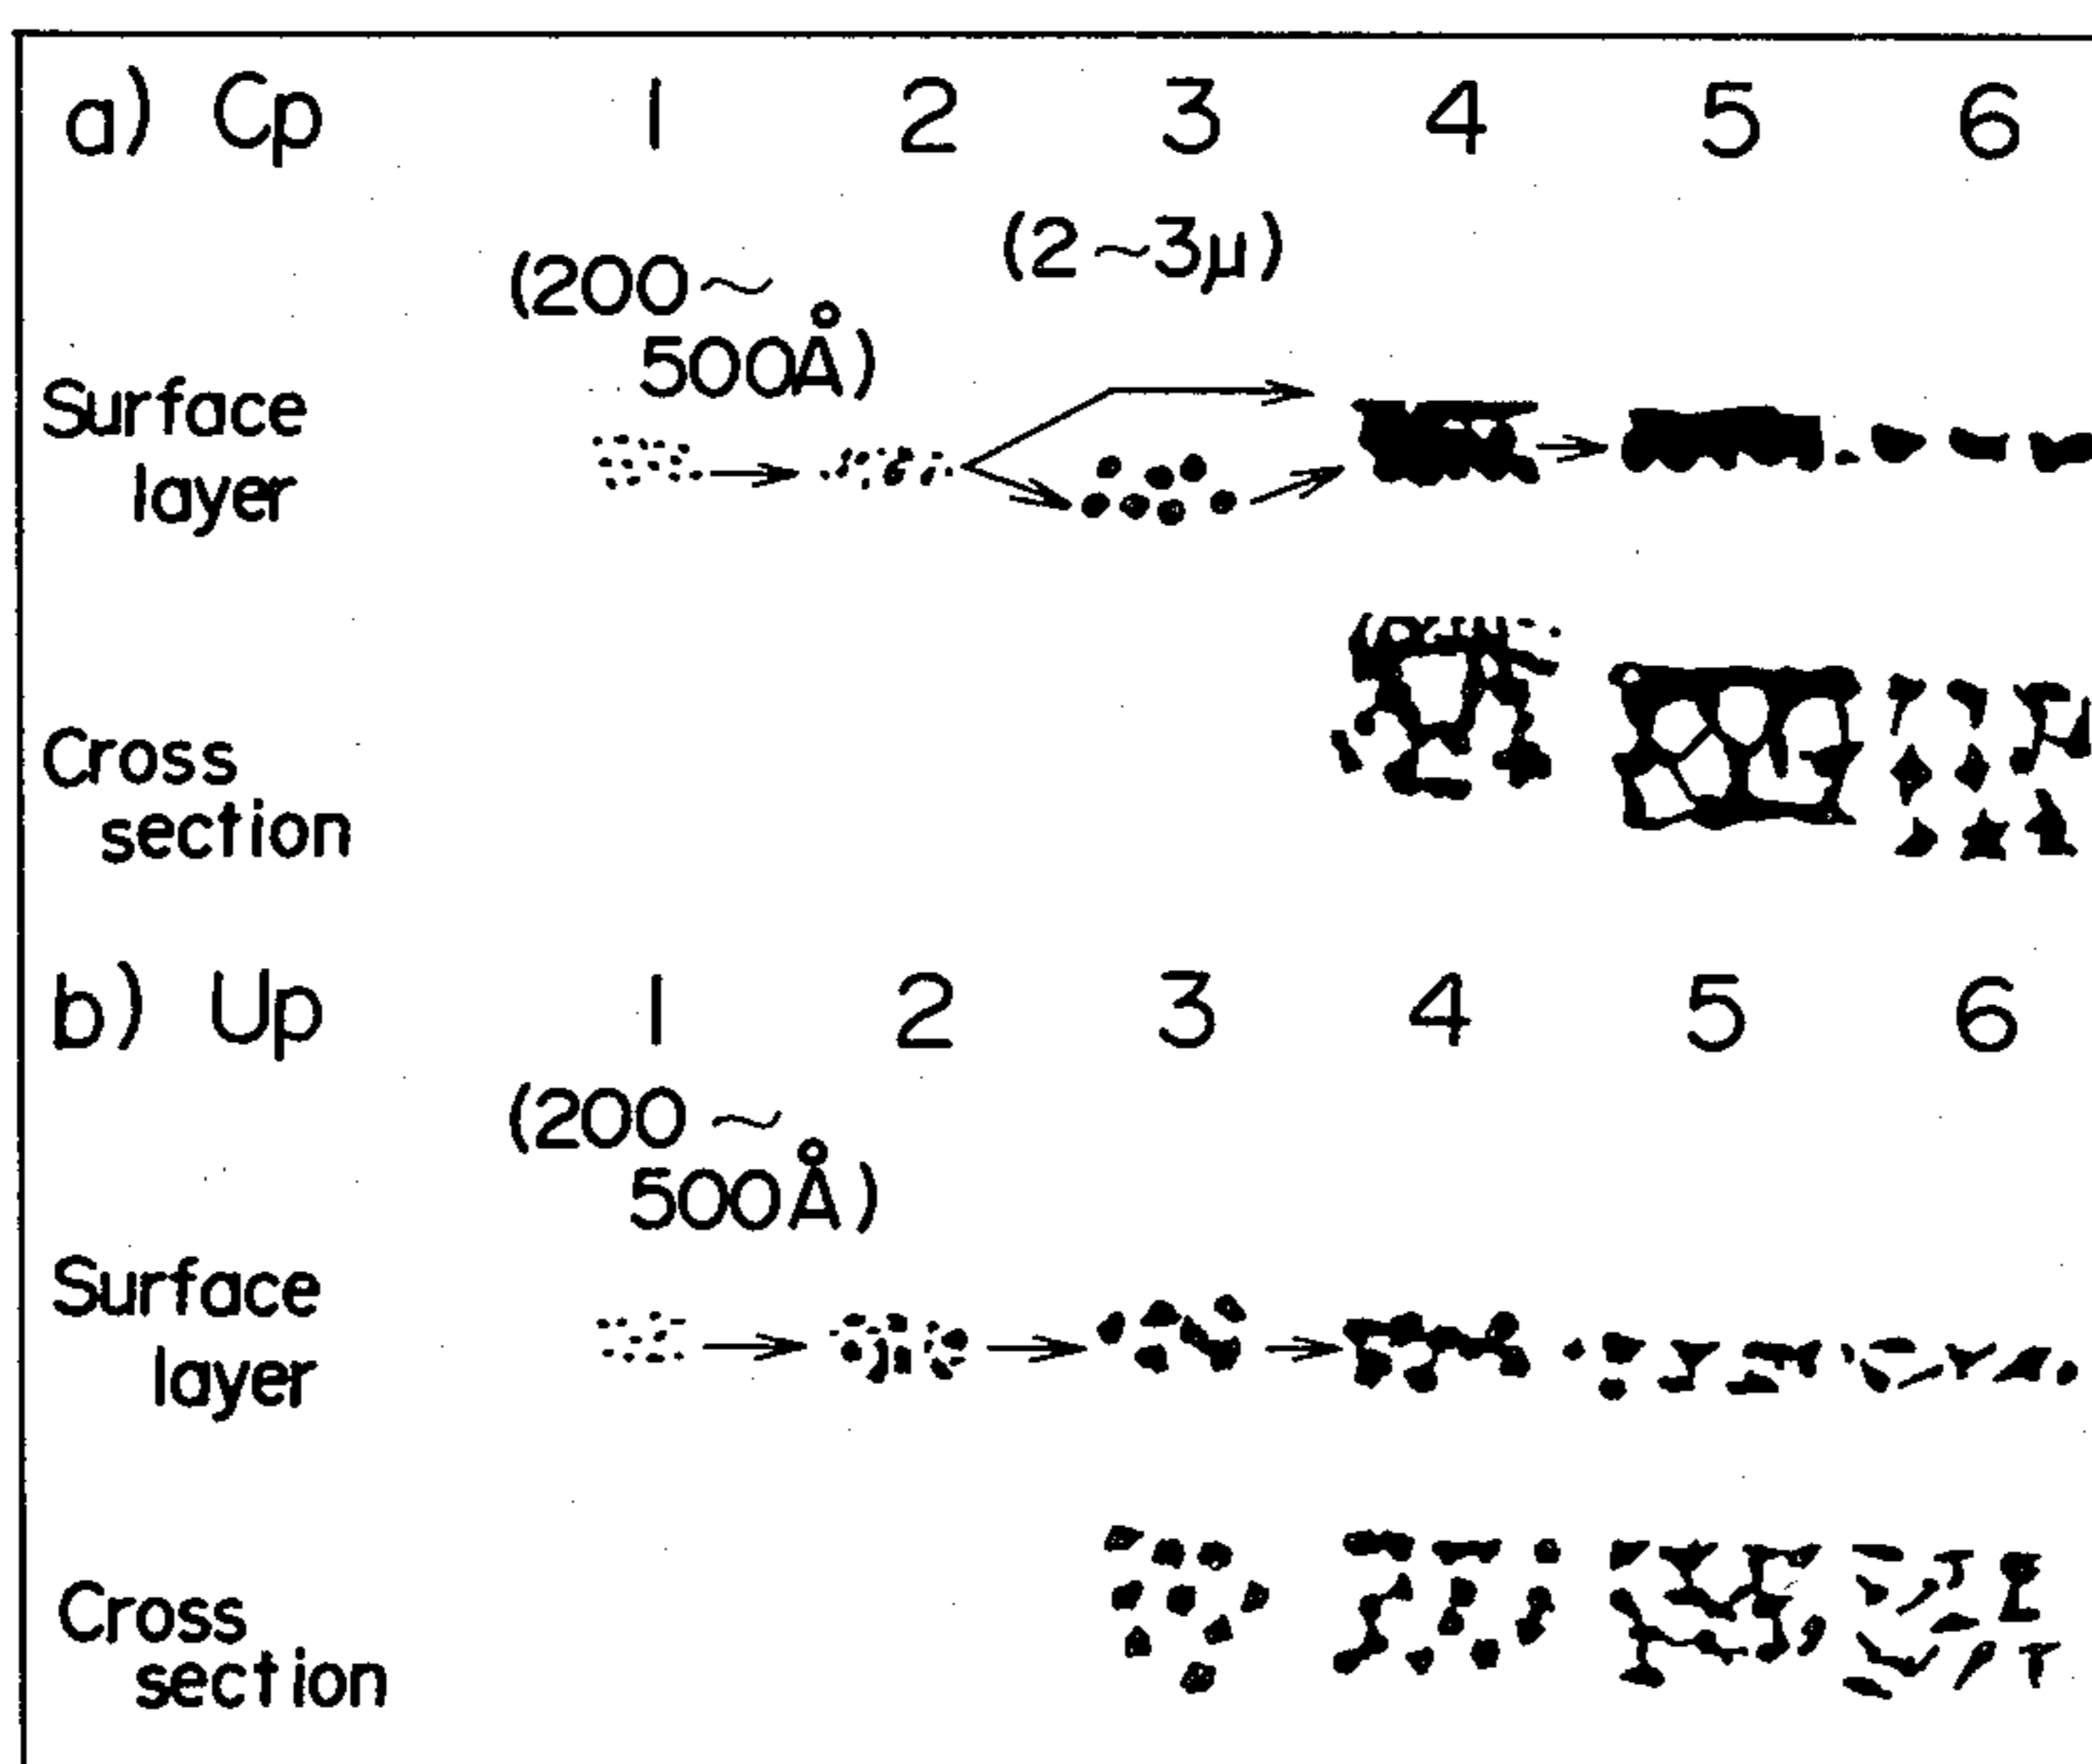 a) Cp 1 2 3 4 5 6
(2~3μ)
(200~
500Å)
Surface
layer
Cross
section
b) Up 1 2 3 4 5 6
(200~
500Å)
Surface
layer
Cross
section